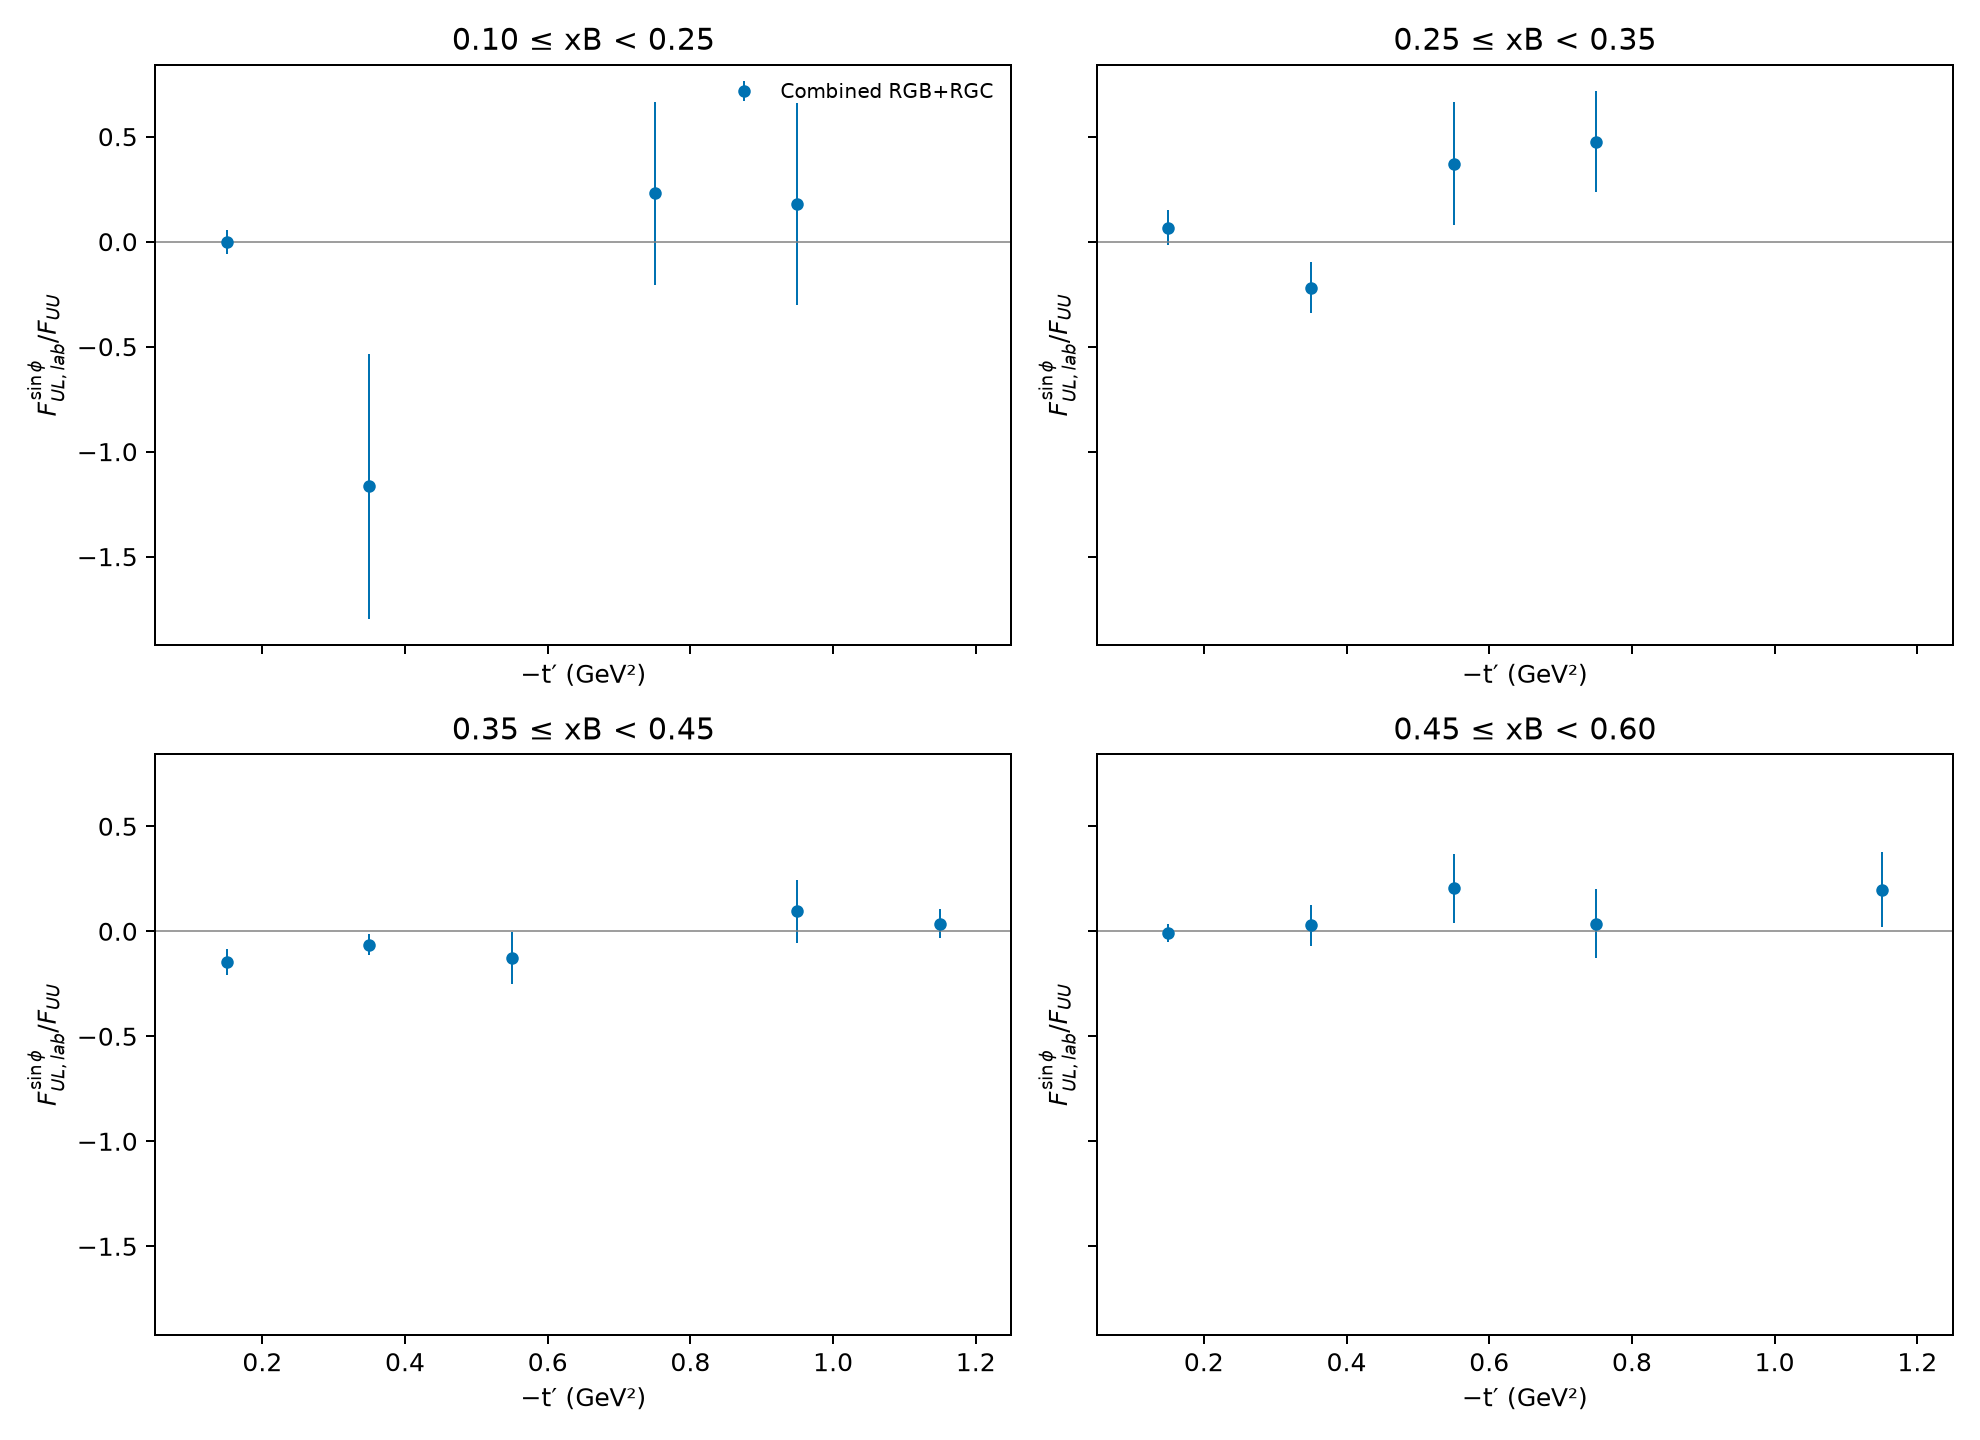 0.10 ≤ xB < 0.25
Combined RGB+RGC
0.5
0.0
−0.5
−1.0
−1.5
F_{UL, lab}^{sin ϕ}/F_{UU}
−t′ (GeV²)
0.25 ≤ xB < 0.35
F_{UL, lab}^{sin ϕ}/F_{UU}
−t′ (GeV²)
0.35 ≤ xB < 0.45
0.5
0.0
−0.5
−1.0
−1.5
F_{UL, lab}^{sin ϕ}/F_{UU}
0.2 0.4 0.6 0.8 1.0 1.2
−t′ (GeV²)
0.45 ≤ xB < 0.60
F_{UL, lab}^{sin ϕ}/F_{UU}
0.2 0.4 0.6 0.8 1.0 1.2
−t′ (GeV²)